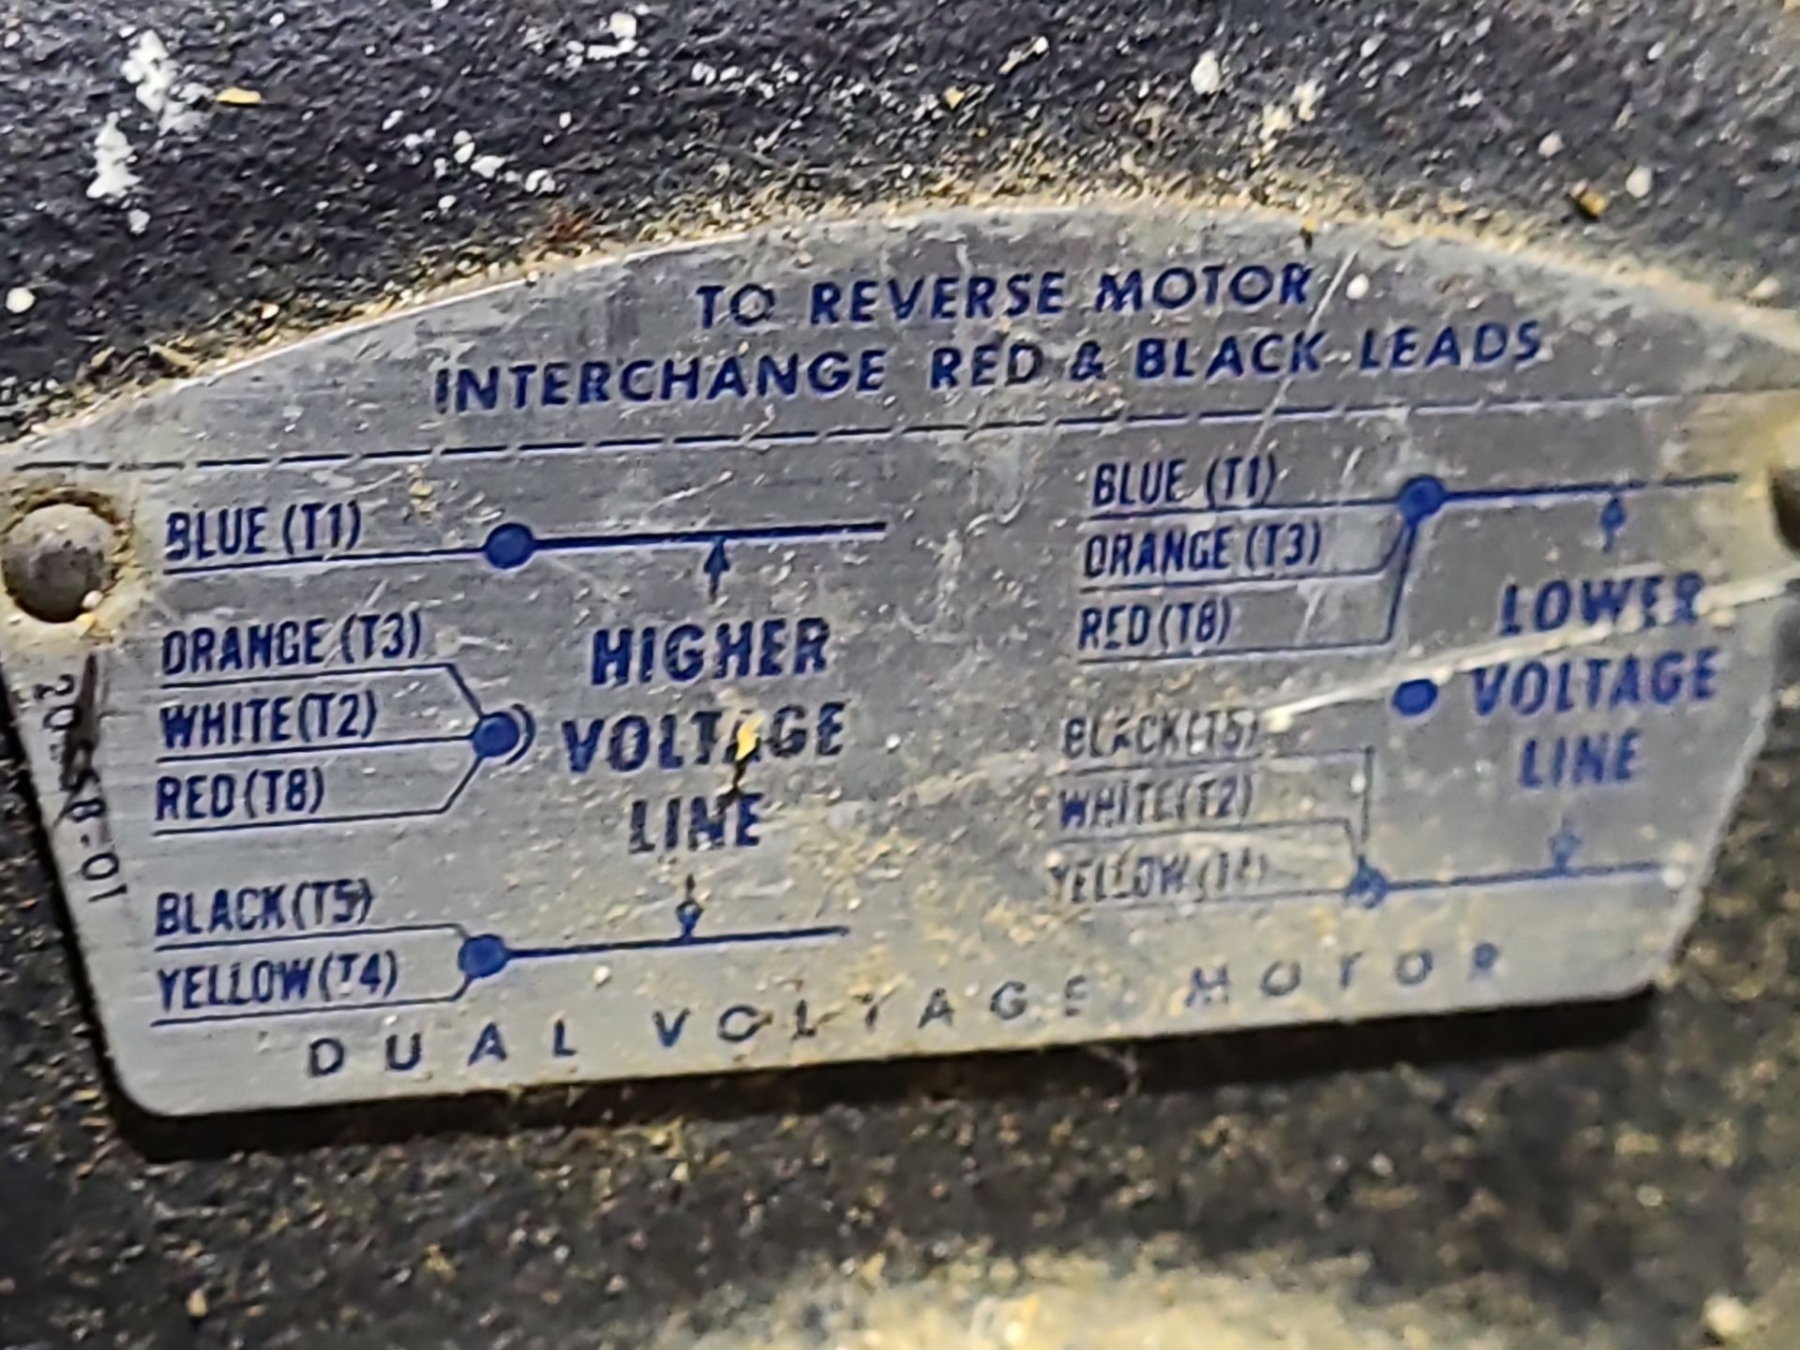 TO REVERSE MOTOR
INTERCHANGE RED & BLACK LEADS
BLUE (T1)
ORANGE (T3)
WHITE (T2)
RED (T8)
BLACK (T5)
YELLOW (T4)
HIGHER
VOLTAGE
LINE
BLUE (T1)
ORANGE (T3)
RED (T8)
BLACK (T5)
WHITE (T2)
YELLOW (T4)
LOWER
VOLTAGE
LINE
DUAL VOLTAGE MOTOR